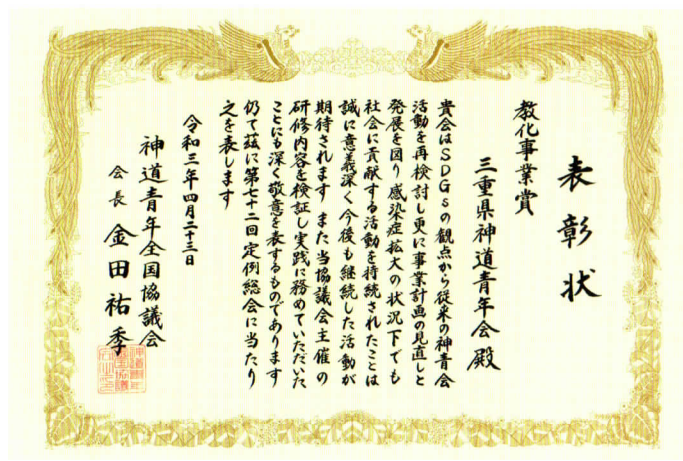 表彰状
教化事業賞
三重県神道青年会殿
貴会はSDGsの観点から従来の神青会
活動を再検討し更に事業計画の見直しと
発展を図り感染症拡大の状況下でも
社会に貢献する活動を持続されたことは
誠に意義深く今後も継続した活動が
期待されます また当協議会主催の
研修内容を検証し実践に務めていただいた
ことにも深く敬意を表するものであります
仍て茲に第七十二回定例総会に当たり
之を表します
令和三年四月二十三日
神道青年全国協議会
会長 金田祐季